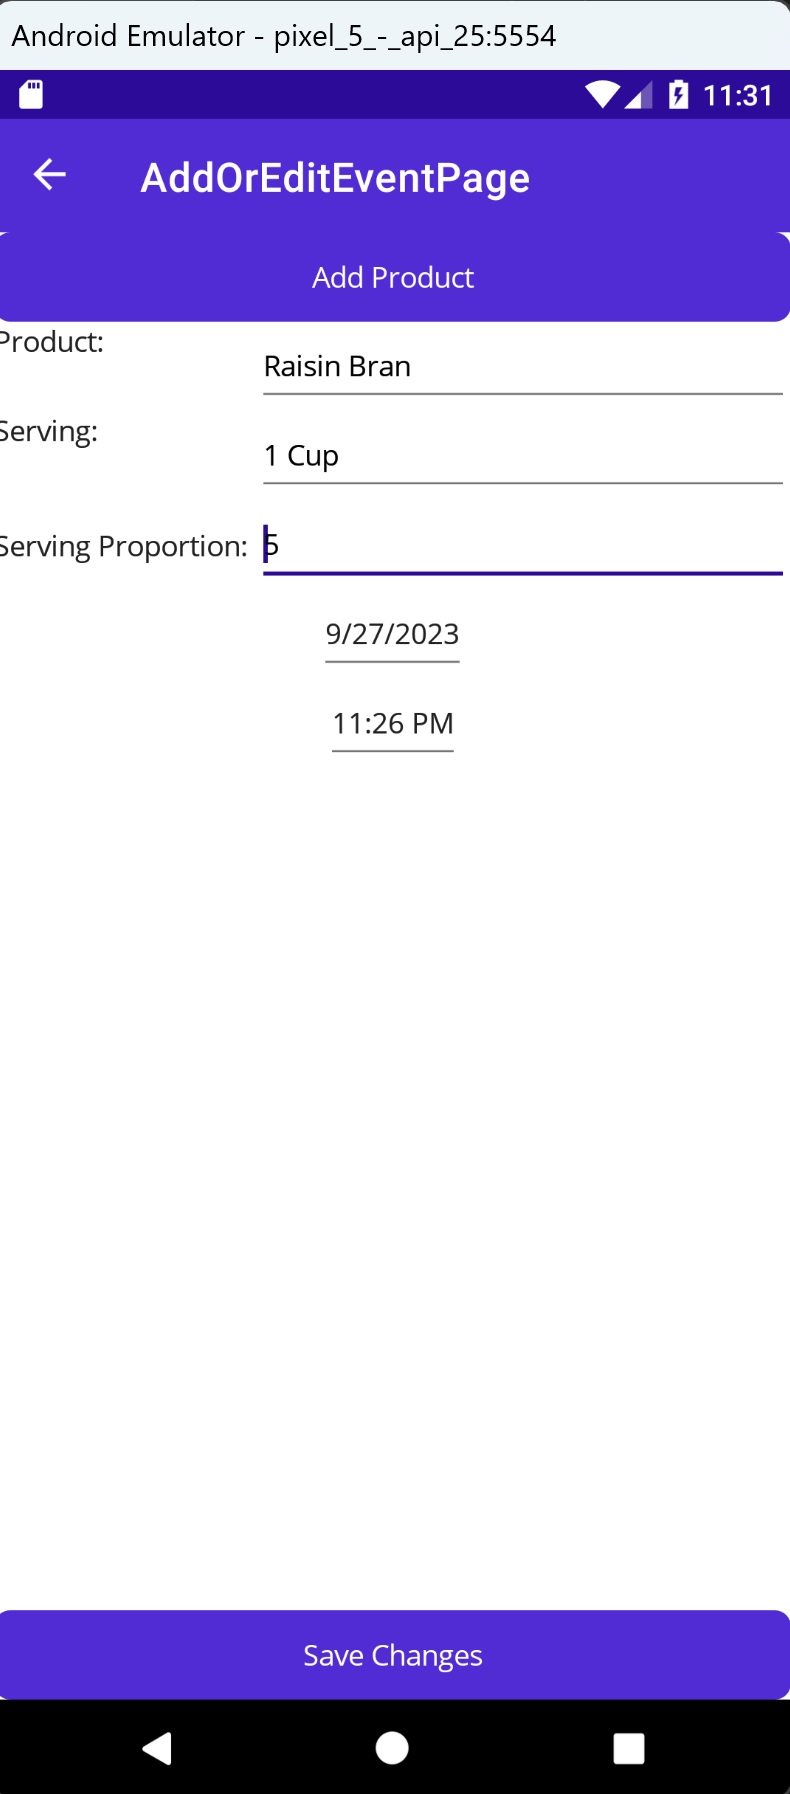 Android Emulator - pixel_5_-_api_25:5554
11:31
AddOrEditEventPage
Add Product
Product:
Raisin Bran
Serving:
1 Cup
Serving Proportion: 5
9/27/2023
11:26 PM
Save Changes